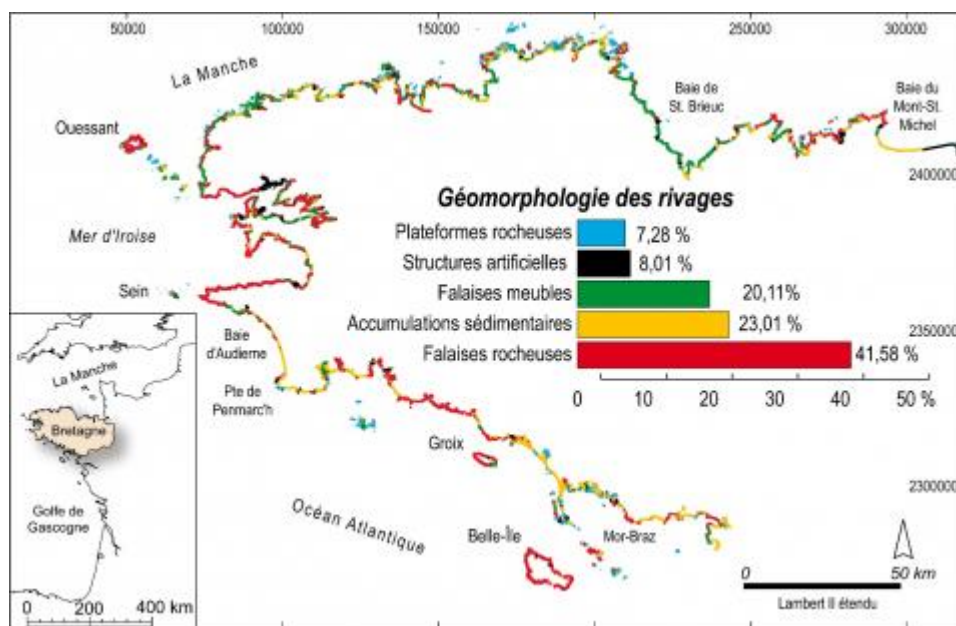 50000 100000 150000 250000 300000
La Manche
Baie de
St. Brieuc
Baie du
Mont-St.
Michel
Ouessant
2400000
Géomorphologie des rivages
Plateformes rocheuses 7,28 %
Mer d'Iroise
Structures artificielles 8,01 %
Sein
Falaises meubles 20,11%
Accumulations sédimentaires 23,01 %
2350000
Falaises rocheuses 41,58 %
0 10 20 30 40 50 %
Baie
d'Audierne
Pte de
Penmarc'h
La Manche
Bretagne
Golfe de
Gascogne
0 200 400 km
Groix
2300000
Océan Atlantique
Belle-Île
Mor-Braz
0 50 km
Lambert II étendu